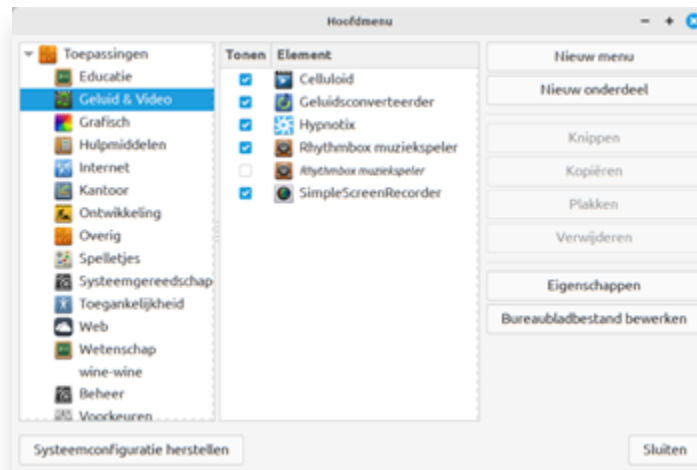 Hoofdmenu
Toepassingen
Educatie
Geluid & Video
Grafisch
Hulpmiddelen
Internet
Kantoor
Ontwikkeling
Overig
Spelletjes
Systeemgereedschap
Toegankelijkheid
Web
Wetenschap
wine-wine
Beheer
Voorkeuren
Tonen Element
Celluloid
Geluidsconverteerder
Hypnotix
Rhythmbox muziekspeler
Rhythmbox muziekspeler
SimpleScreenRecorder
Nieuw menu
Nieuw onderdeel
Knippen
Kopiëren
Plakken
Verwijderen
Eigenschappen
Bureaubladbestand bewerken
Systeemconfiguratie herstellen
Sluiten